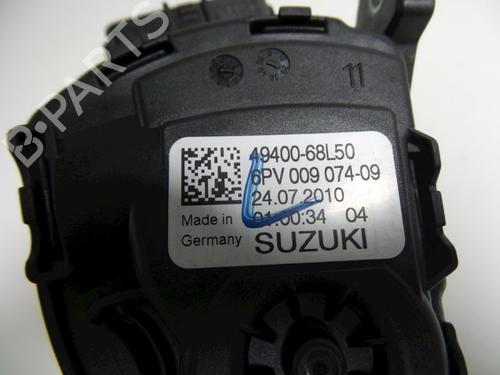 11
49400-68L50
6PV 009 074-09
24.07.2010
Made in 01:00:34 04
Germany SUZUKI
B-PARTS